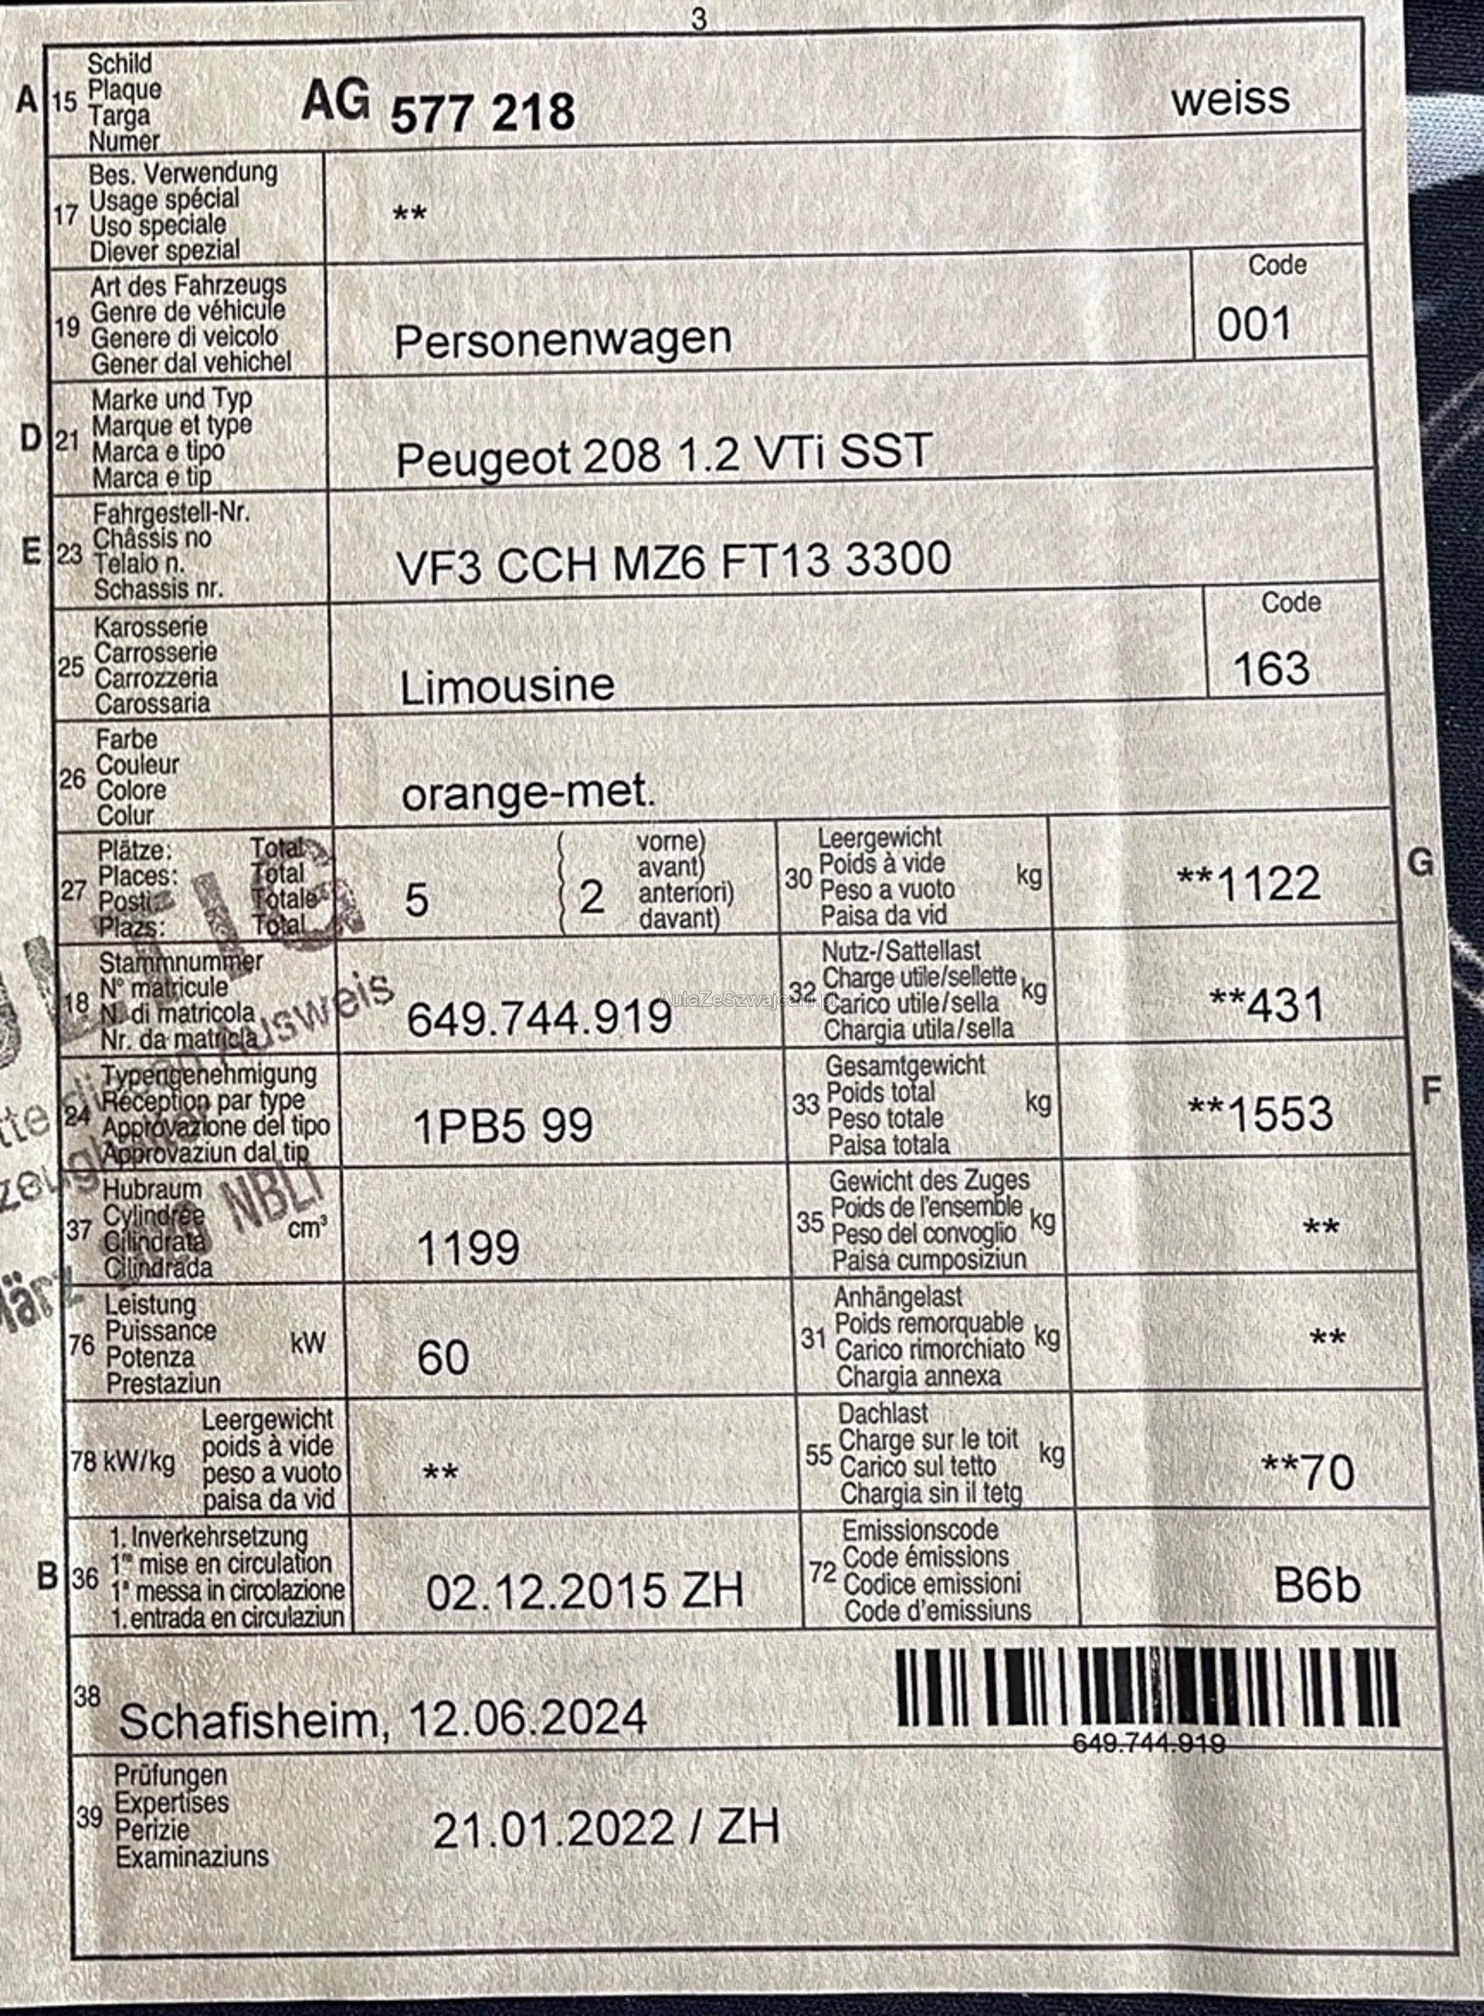 3
A 15 Schild
Plaque
Targa
Numer
AG 577 218 weiss
17 Bes. Verwendung
Usage spécial
Uso speciale
Diever spezial
**
19 Art des Fahrzeugs
Genre de véhicule
Genere di veicolo
Gener dal vehichel
Personenwagen
Code
001
D 21 Marke und Typ
Marque et type
Marca e tipo
Marca e tip
Peugeot 208 1.2 VTi SST
E 23 Fahrgestell-Nr.
Châssis no
Telaio n.
Schassis nr.
VF3 CCH MZ6 FT13 3300
25 Karosserie
Carrosserie
Carrozzeria
Carossaria
Limousine
Code
163
26 Farbe
Couleur
Colore
Colur
orange-met.
27 Plätze: Total
Places: Total
Posti: Totale
Plazs: Total
5 ( 2 vorne)
avant)
anteriori)
davant)
30 Leergewicht
Poids à vide
Peso a vuoto
Paisa da vid
kg
**1122
G
18 Stammnummer
N° matricule
N. di matricola
Nr. da matricla
649.744.919
32 Nutz-/Sattellast
Charge utile/sellette
Carico utile/sella
Chargia utila/sella
kg
**431
AutaZeSzwajcarii.pl
24 Typengenehmigung
Réception par type
Approvazione del tipo
Approvaziun dal tip
1PB5 99
33 Gesamtgewicht
Poids total
Peso totale
Paisa totala
kg
**1553
F
37 Hubraum
Cylindrée
Cilindrata
Cilindrada
cm³
1199
35 Gewicht des Zuges
Poids de l'ensemble
Peso del convoglio
Paisa cumposiziun
kg
**
76 Leistung
Puissance
Potenza
Prestaziun
kW
60
31 Anhängelast
Poids remorquable
Carico rimorchiato
Chargia annexa
kg
**
78 kW/kg Leergewicht
poids à vide
peso a vuoto
paisa da vid
**
55 Dachlast
Charge sur le toit
Carico sul tetto
Chargia sin il tetg
kg
**70
B 36 1. Inverkehrsetzung
1re mise en circulation
1a messa in circolazione
1. entrada en circulaziun
02.12.2015 ZH
72 Emissionscode
Code émissions
Codice emissioni
Code d'emissiuns
B6b
38 Schafisheim, 12.06.2024
649.744.919
39 Prüfungen
Expertises
Perizie
Examinaziuns
21.01.2022 / ZH
ULTIG
Ausweis
NBL